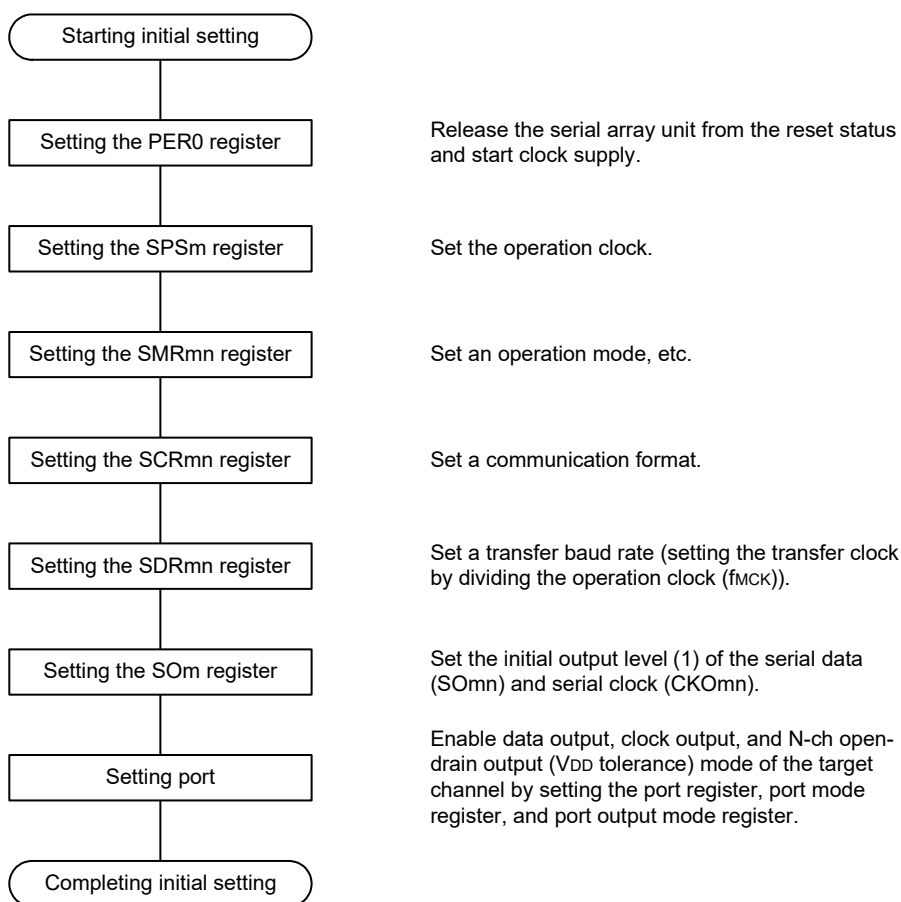 Starting initial setting
Setting the PER0 register
Release the serial array unit from the reset status
and start clock supply.
Setting the SPSm register
Set the operation clock.
Setting the SMRmn register
Set an operation mode, etc.
Setting the SCRmn register
Set a communication format.
Setting the SDRmn register
Set a transfer baud rate (setting the transfer clock
by dividing the operation clock (fMCK)).
Setting the SOm register
Set the initial output level (1) of the serial data
(SOmn) and serial clock (CKOmn).
Setting port
Enable data output, clock output, and N-ch open-
drain output (VDD tolerance) mode of the target
channel by setting the port register, port mode
register, and port output mode register.
Completing initial setting